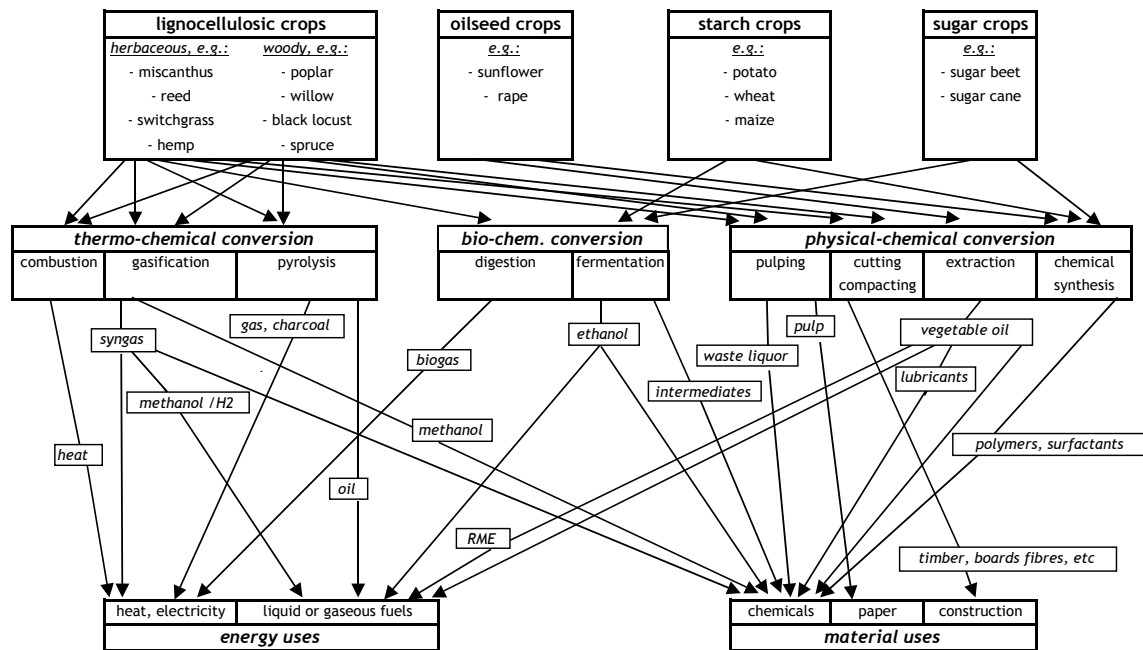 lignocellulosic crops
herbaceous, e.g.:
- miscanthus
- reed
- switchgrass
- hemp
woody, e.g.:
- poplar
- willow
- black locust
- spruce
oilseed crops
e.g.:
- sunflower
- rape
starch crops
e.g.:
- potato
- wheat
- maize
sugar crops
e.g.:
- sugar beet
- sugar cane
thermo-chemical conversion
combustion
gasification
pyrolysis
bio-chem. conversion
digestion
fermentation
physical-chemical conversion
pulping
cutting
compacting
extraction
chemical
synthesis
gas, charcoal
syngas
ethanol
pulp
vegetable oil
biogas
waste liquor
lubricants
methanol /H2
intermediates
methanol
polymers, surfactants
heat
oil
RME
timber, boards fibres, etc
heat, electricity
liquid or gaseous fuels
energy uses
chemicals
paper
construction
material uses